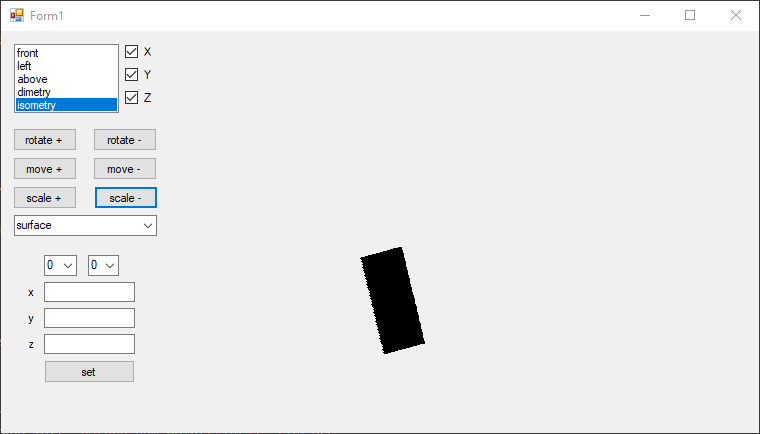 Form1
front
left
above
dimetry
isometry
X
Y
Z
rotate + rotate -
move + move -
scale + scale -
surface
0 0
x
y
z
set